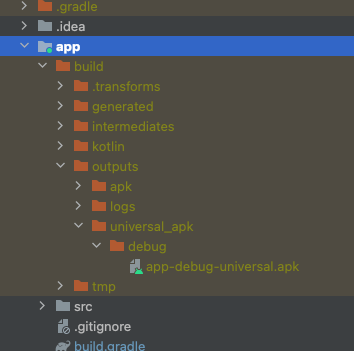 .gradle
.idea
app
build
.transforms
generated
intermediates
kotlin
outputs
apk
logs
universal_apk
debug
app-debug-universal.apk
tmp
src
.gitignore
build.gradle